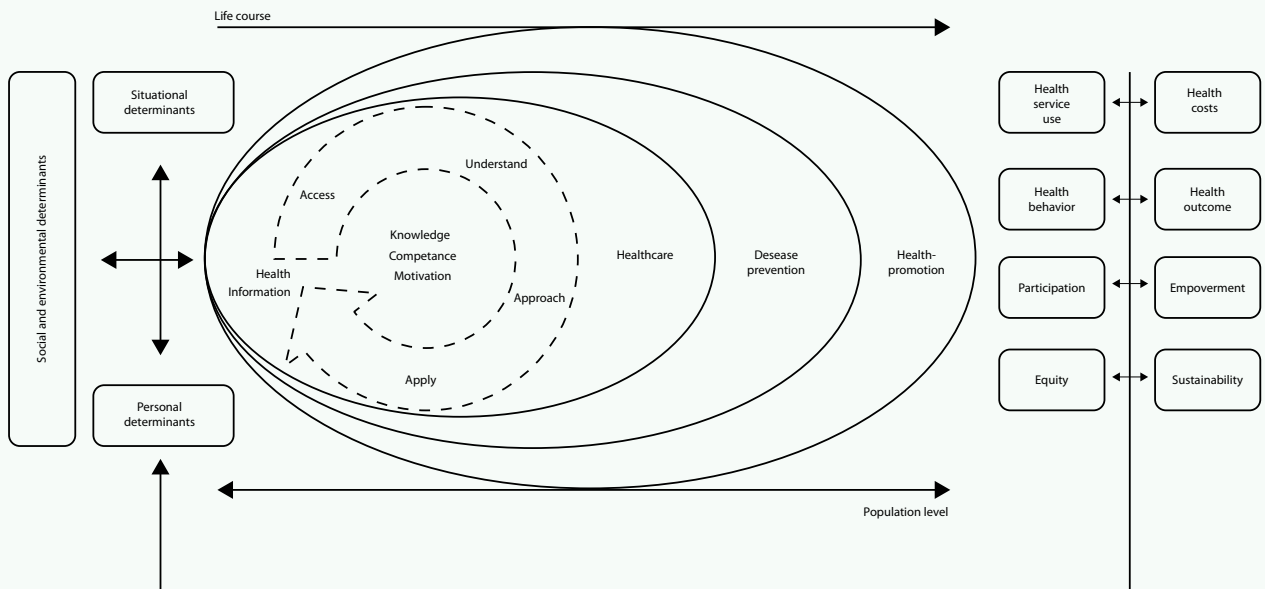 Life course
Social and environmental determinants
Situational
determinants
Personal
determinants
Access
Understand
Knowledge
Competance
Motivation
Health
Information
Approach
Apply
Healthcare
Desease
prevention
Health-
promotion
Population level
Health
service
use
Health
costs
Health
behavior
Health
outcome
Participation
Empovement
Equity
Sustainability